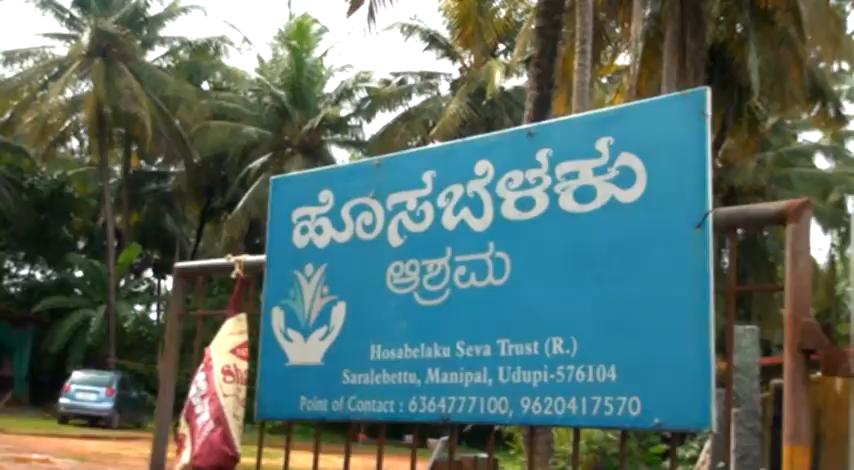 ಹೊಸಬೆಳಕು
ಆಶ್ರಮ
Hosabelaku Seva Trust (R.)
Saralebettu, Manipal, Udupi-576104
Point of Contact : 6364777100, 9620417570